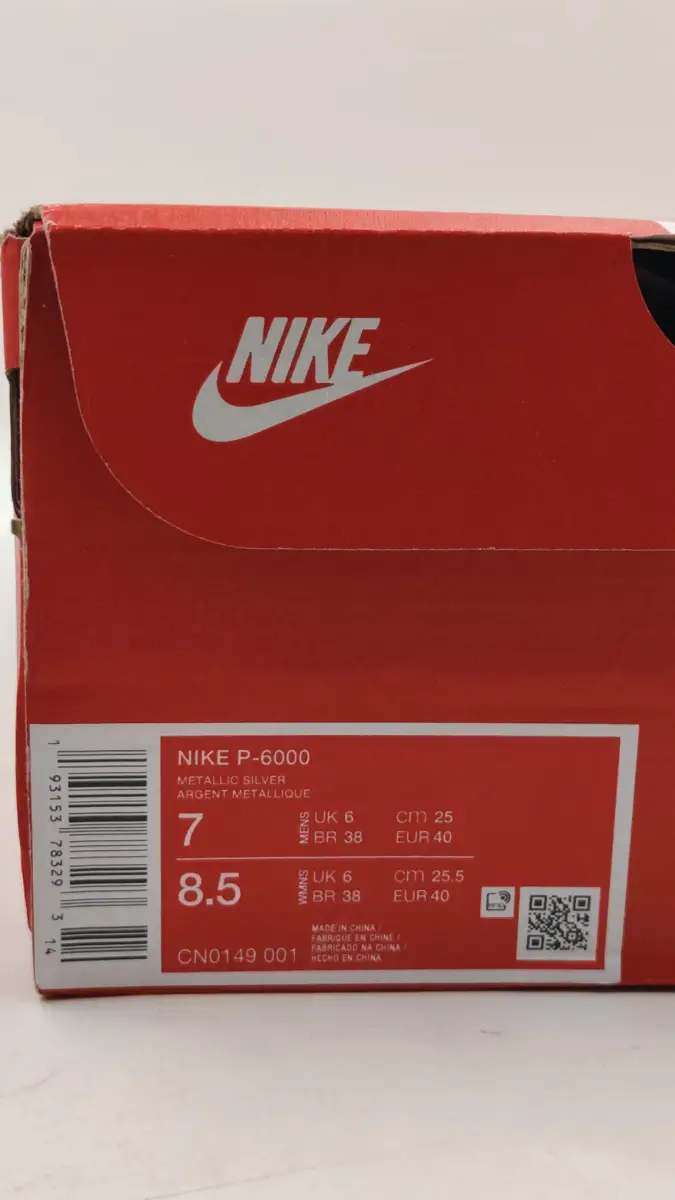 NIKE
NIKE P-6000
METALLIC SILVER
ARGENT METALLIQUE
7 MENS UK 6 cm 25
BR 38 EUR 40
8.5 WMNS UK 6 cm 25.5
BR 38 EUR 40
MADE IN CHINA /
FABRIQUE EN CHINE /
FABRICADO NA CHINA /
HECHO EN CHINA
CN0149 001
1 93153 78329 3 14